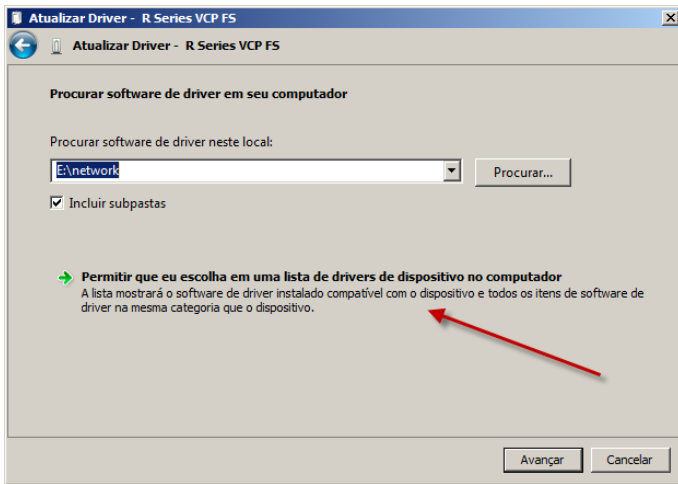 Atualizar Driver - R Series VCP FS
Atualizar Driver - R Series VCP FS
Procurar software de driver em seu computador
Procurar software de driver neste local:
E:\network
Procurar...
Incluir subpastas
Permitir que eu escolha em uma lista de drivers de dispositivo no computador
A lista mostrará o software de driver instalado compatível com o dispositivo e todos os itens de software de
driver na mesma categoria que o dispositivo.
Avançar
Cancelar